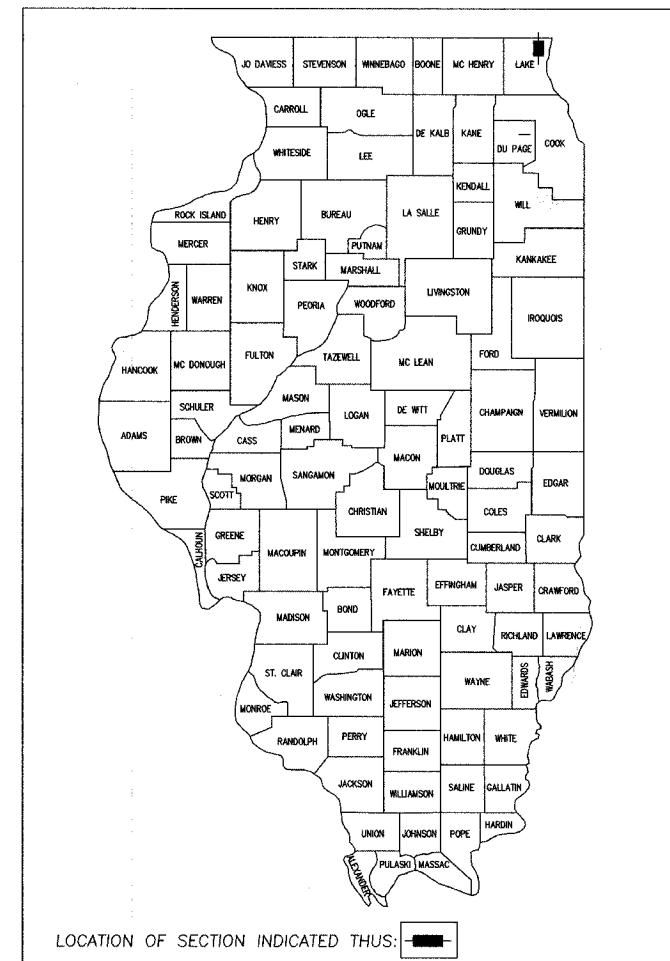 JO DAVIESS STEVENSON WINNEBAGO BOONE MC HENRY LAKE
CARROLL OGLE
DE KALB KANE DU PAGE COOK
WHITESIDE LEE
KENDALL WILL
ROCK ISLAND HENRY BUREAU LA SALLE
MERCER PUTNAM GRUNDY
STARK MARSHALL KANKAKEE
HENDERSON WARREN KNOX PEORIA WOODFORD LIVINGSTON
IROQUOIS
HANCOOK MC DONOUGH FULTON TAZEWELL MC LEAN FORD
MASON
SCHULER LOGAN DE WITT CHAMPAIGN VERMILION
ADAMS BROWN CASS MENARD PLATT
MACON
PIKE SCOTT MORGAN SANGAMON MOULTRIE DOUGLAS EDGAR
CHRISTIAN COLES
CALHOUN GREENE MACOUPIN MONTGOMERY SHELBY CLARK
CUMBERLAND
JERSEY FAYETTE EFFINGHAM JASPER CRAWFORD
MADISON BOND
CLAY RICHLAND LAWRENCE
CLINTON MARION
ST. CLAIR WAYNE EDWARDS WABASH
MONROE WASHINGTON JEFFERSON
RANDOLPH PERRY HAMILTON WHITE
FRANKLIN
JACKSON WILLIAMSON SALINE GALLATIN
UNION JOHNSON POPE HARDIN
ALEXANDER PULASKI MASSAC
LOCATION OF SECTION INDICATED THUS: